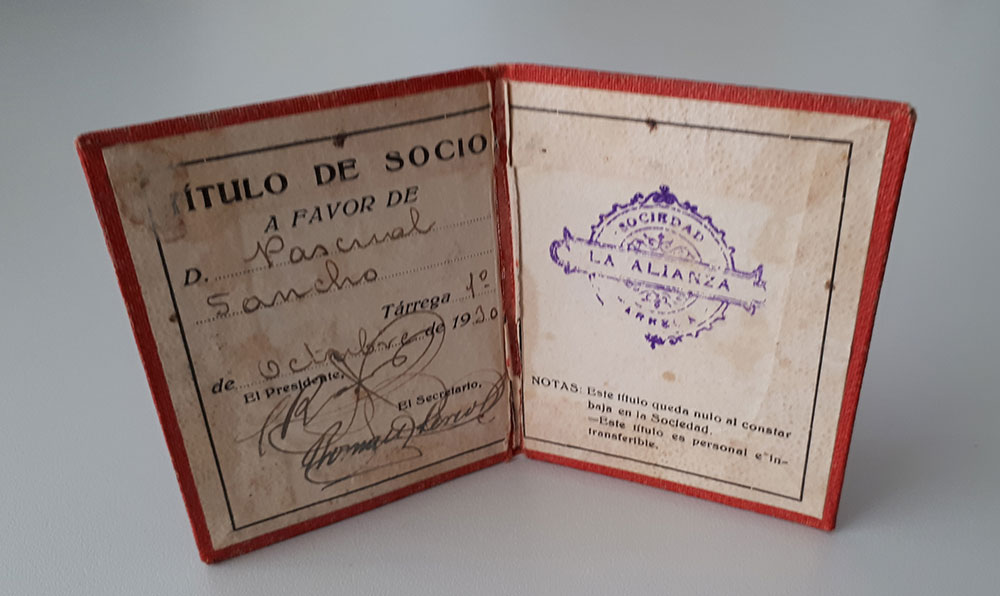 TÍTULO DE SOCIO
A FAVOR DE
D. Pascual
Sancho
Tárrega 1º
de Octubre de 1930
El Presidente,
El Secretario,
SOCIEDAD
LA ALIANZA
NOTAS: Este título queda nulo al constar
baja en la Sociedad.
—Este título es personal e in-
transferible.